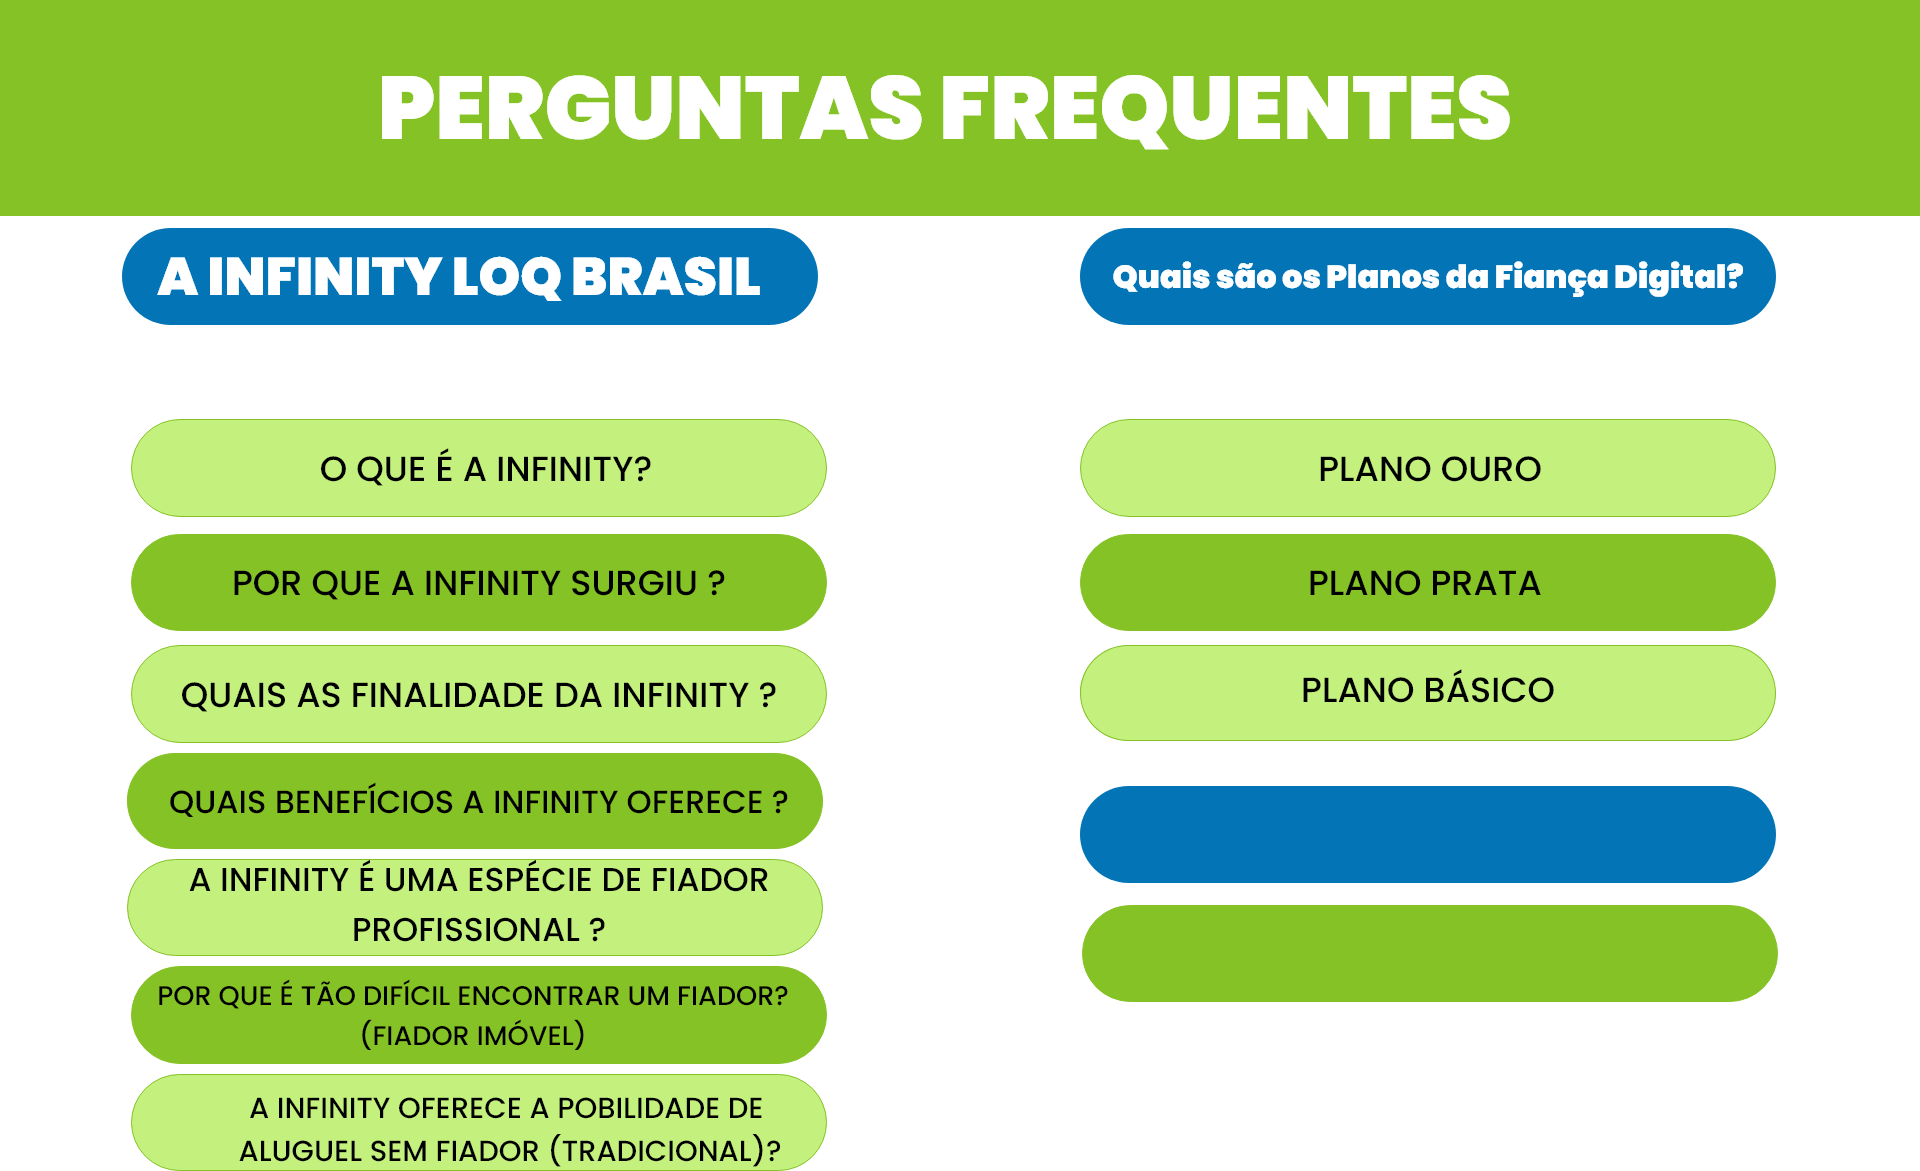 PERGUNTAS FREQUENTES
A INFINITY LOQ BRASIL
O QUE É A INFINITY?
POR QUE A INFINITY SURGIU ?
QUAIS AS FINALIDADE DA INFINITY ?
QUAIS BENEFÍCIOS A INFINITY OFERECE ?
A INFINITY É UMA ESPÉCIE DE FIADOR
PROFISSIONAL ?
POR QUE É TÃO DIFÍCIL ENCONTRAR UM FIADOR?
(FIADOR IMÓVEL)
A INFINITY OFERECE A POBILIDADE DE
ALUGUEL SEM FIADOR (TRADICIONAL)?
Quais são os Planos da Fiança Digital?
PLANO OURO
PLANO PRATA
PLANO BÁSICO